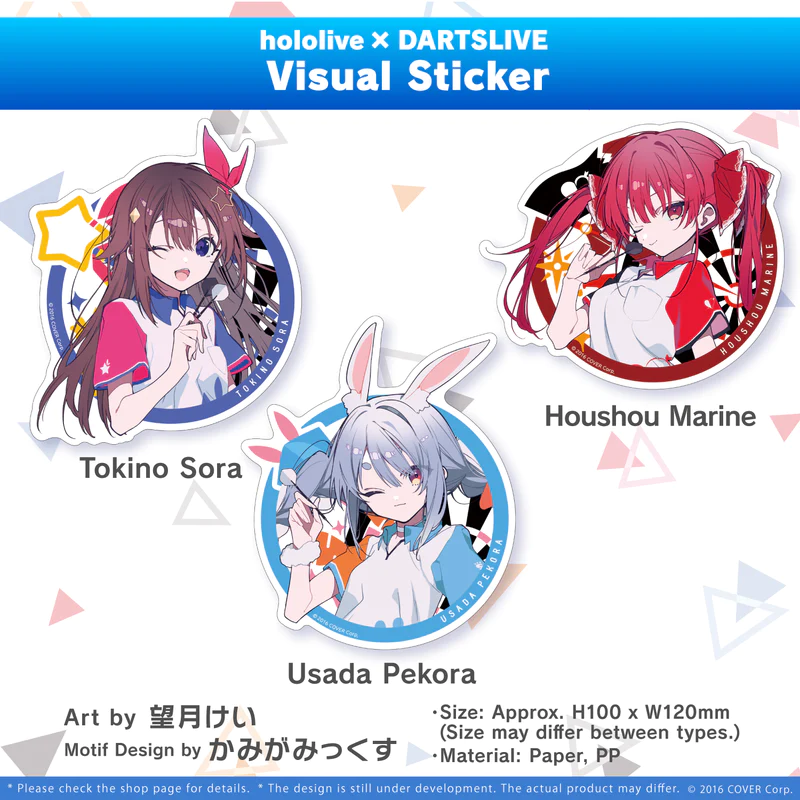 hololive × DARTSLIVE
Visual Sticker
© 2016 COVER Corp.
TOKINO SORA
Tokino Sora
© 2016 COVER Corp.
HOUSHOU MARINE
Houshou Marine
© 2016 COVER Corp.
USADA PEKORA
Usada Pekora
Art by 望月けい
Motif Design by かみがみっくす
・Size: Approx. H100 x W120mm
(Size may differ between types.)
・Material: Paper, PP
* Please check the shop page for details. * The design is still under development. The actual product may differ. © 2016 COVER Corp.